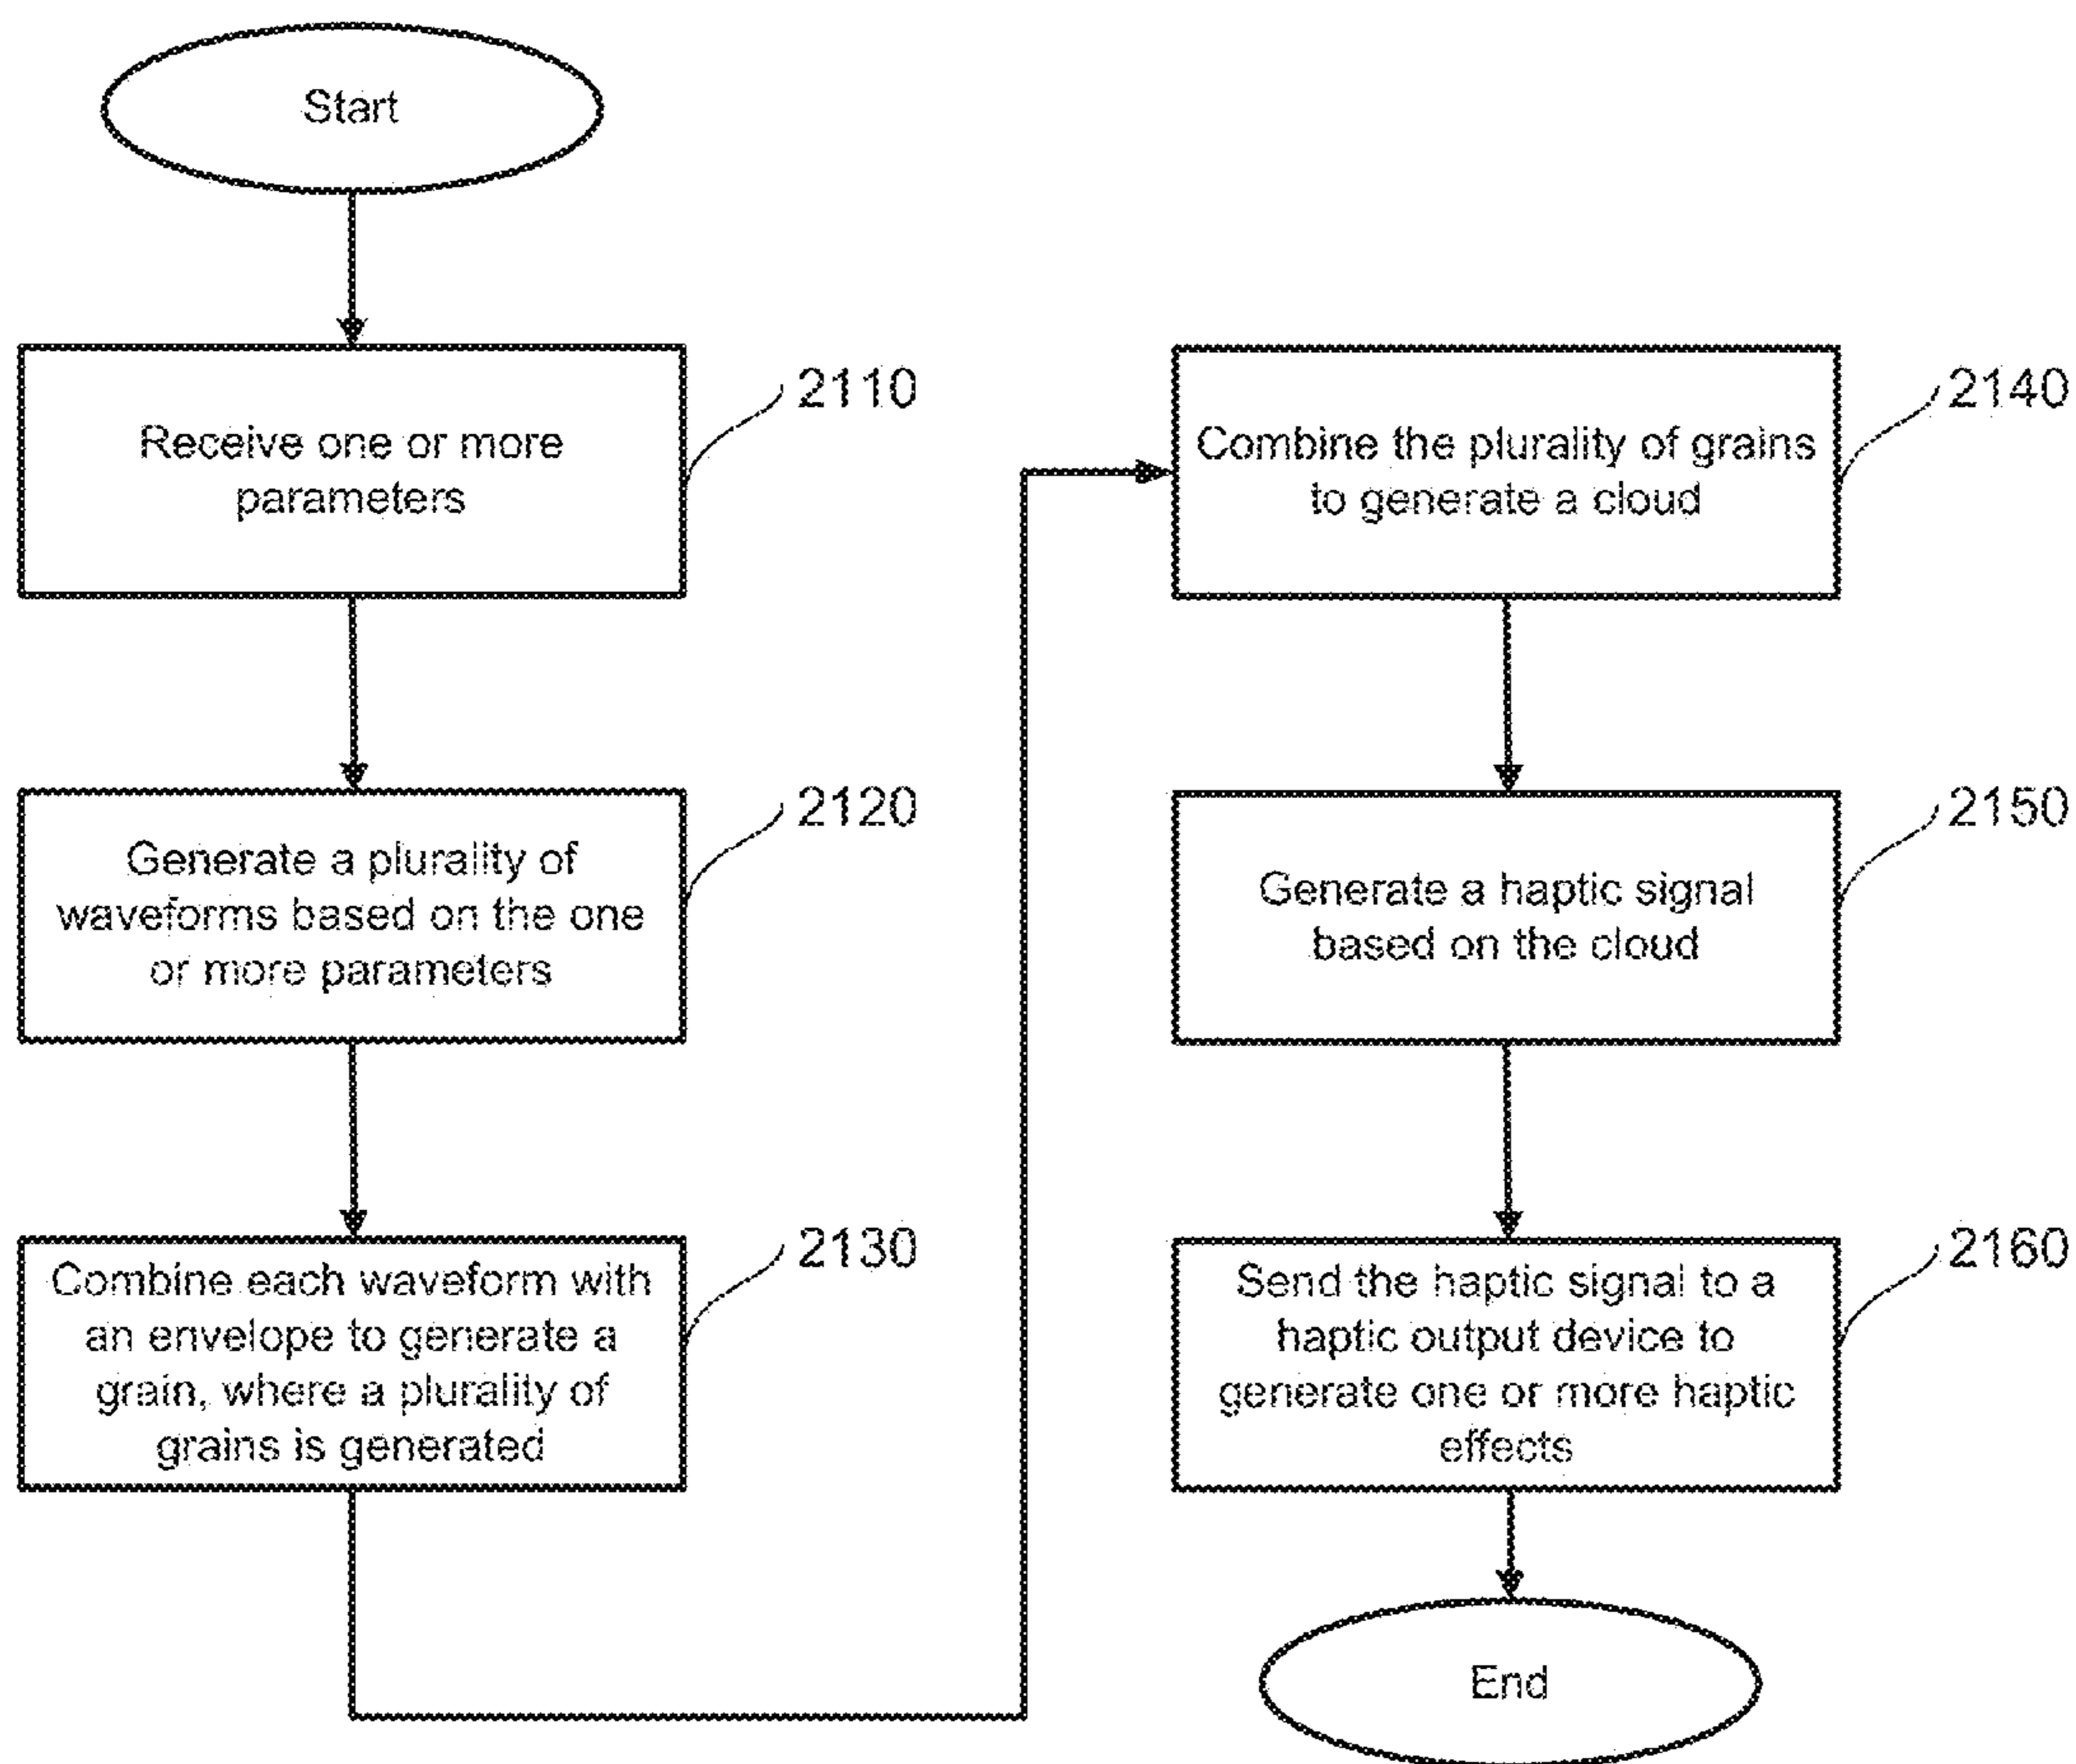 Start
Receive one or more
parameters
2110
Generate a plurality of
waveforms based on the one
or more parameters
2120
Combine each waveform with
an envelope to generate a
grain, where a plurality of
grains is generated
2130
Combine the plurality of grains
to generate a cloud
2140
Generate a haptic signal
based on the cloud
2150
Send the haptic signal to a
haptic output device to
generate one or more haptic
effects
2160
End